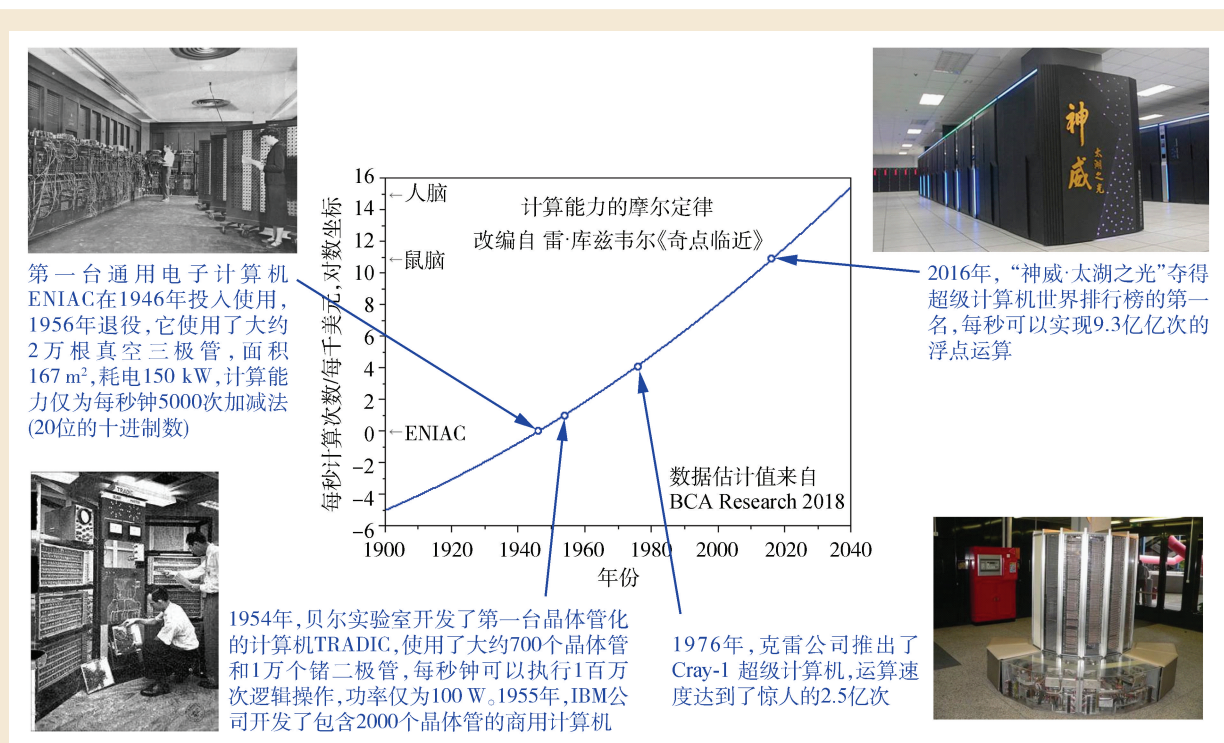 神威
太湖之光
TRADIC
16
14
12
10
8
6
4
2
0
−2
−4
−6
←人脑
←鼠脑
←ENIAC
每秒计算次数/每千美元,对数坐标
计算能力的摩尔定律
改编自 雷·库兹韦尔《奇点临近》
数据估计值来自
BCA Research 2018
1900 1920 1940 1960 1980 2000 2020 2040
年份
第一台通用电子计算机
ENIAC在1946年投入使用,
1956年退役,它使用了大约
2万根真空三极管,面积
167 m²,耗电150 kW,计算能
力仅为每秒钟5000次加减法
(20位的十进制数)
2016年,“神威·太湖之光”夺得
超级计算机世界排行榜的第一
名,每秒可以实现9.3亿亿次的
浮点运算
1954年,贝尔实验室开发了第一台晶体管化
的计算机TRADIC,使用了大约700个晶体管
和1万个锗二极管,每秒钟可以执行1百万
次逻辑操作,功率仅为100 W。1955年,IBM公
司开发了包含2000个晶体管的商用计算机
1976年,克雷公司推出了
Cray-1 超级计算机,运算速
度达到了惊人的2.5亿次